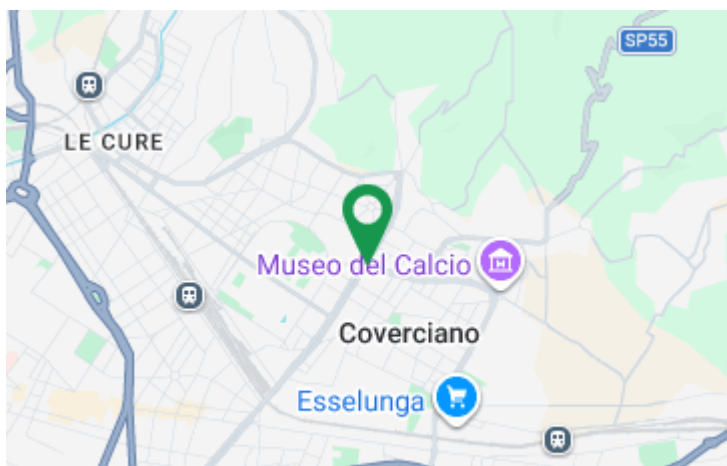 SP55
LE CURE
Museo del Calcio
Coverciano
Esselunga